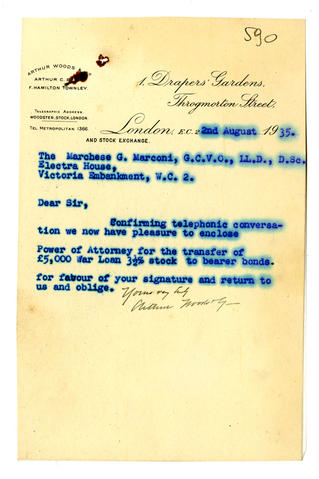 590
ARTHUR WOODS &
ARTHUR C.
F. HAMILTON TOWNLEY.
TELEGRAPHIC ADDRESS.
WOODSTER, STOCK, LONDON.
TEL. METROPOLITAN 1366.
1, Drapers' Gardens,
Throgmorton Street,
London, E.C.2. 2nd August 1935.
AND STOCK EXCHANGE.
The Marchese G. Marconi, G.C.V.O., LL.D., D.Sc.
Electra House,
Victoria Embankment, W.C. 2.
Dear Sir,
Confirming telephonic conversa-
tion we now have pleasure to enclose
Power of Attorney for the transfer of
£5,000 War Loan 3½% stock to bearer bonds.
for favour of your signature and return to
us and oblige.
Yours
Arthur Woods &